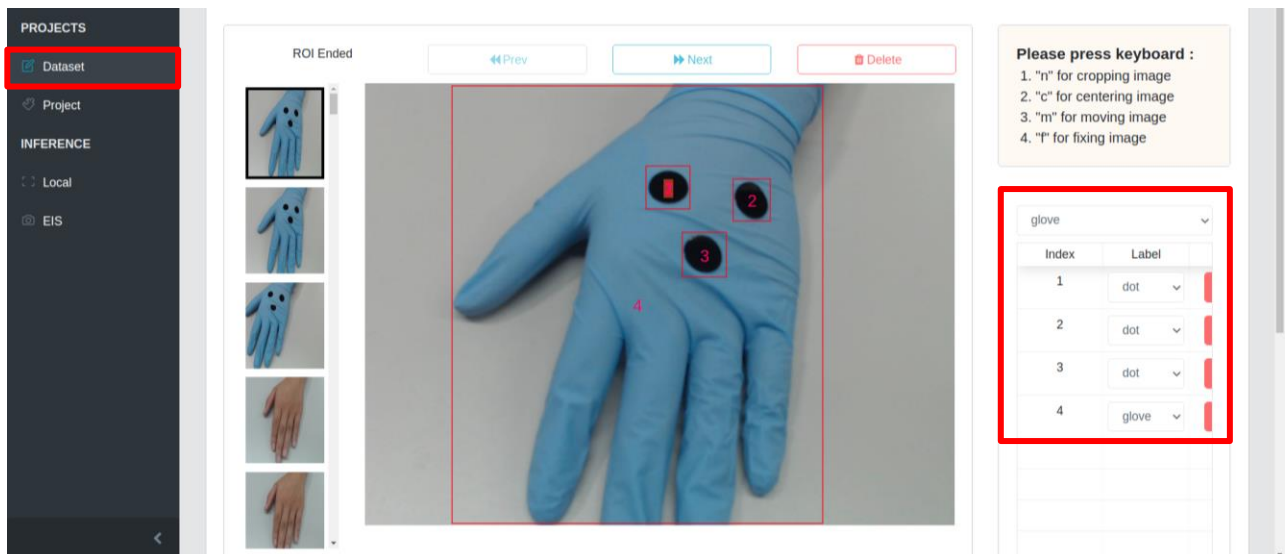 PROJECTS
Dataset
Project
INFERENCE
Local
EIS
ROI Ended
Prev
Next
Delete
2
3
4
Please press keyboard :
1. "n" for cropping image
2. "c" for centering image
3. "m" for moving image
4. "f" for fixing image
glove
Index Label
1 dot
2 dot
3 dot
4 glove